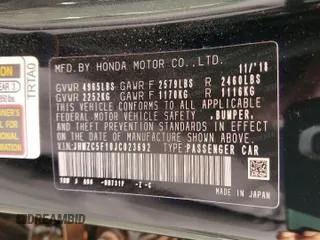 MFD.BY HONDA MOTOR CO.,LTD. 11/'18
GVWR 4965LBS GAWR F 2579LBS R 2460LBS
GVWR 2252KG GAWR F 1170KG R 1116KG
THIS VEHICLE CONFORMS TO ALL APPLICABLE
FEDERAL MOTOR VEHICLE SAFETY, BUMPER,
AND THEFT PREVENTION STANDARDS IN EFFECT
ON THE DATE OF MANUFACTURE SHOWN ABOVE.
V.I.N: TYPE: PASSENGER CAR
MADE IN JAPAN
TRTA0
DREAMBID